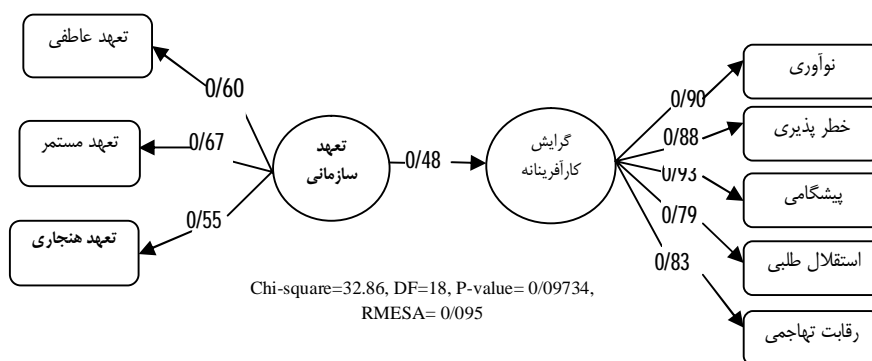 تعهد عاطفی
تعهد مستمر
تعهد هنجاری
0/60
0/67
0/55
تعهد
سازمانی
0/48
گرایش
کارآفرینانه
0/90
0/88
0/93
0/79
0/83
نوآوری
خطر پذیری
پیشگامی
استقلال طلبی
رقابت تهاجمی
Chi-square=32.86, DF=18, P-value= 0/09734,
RMESA= 0/095